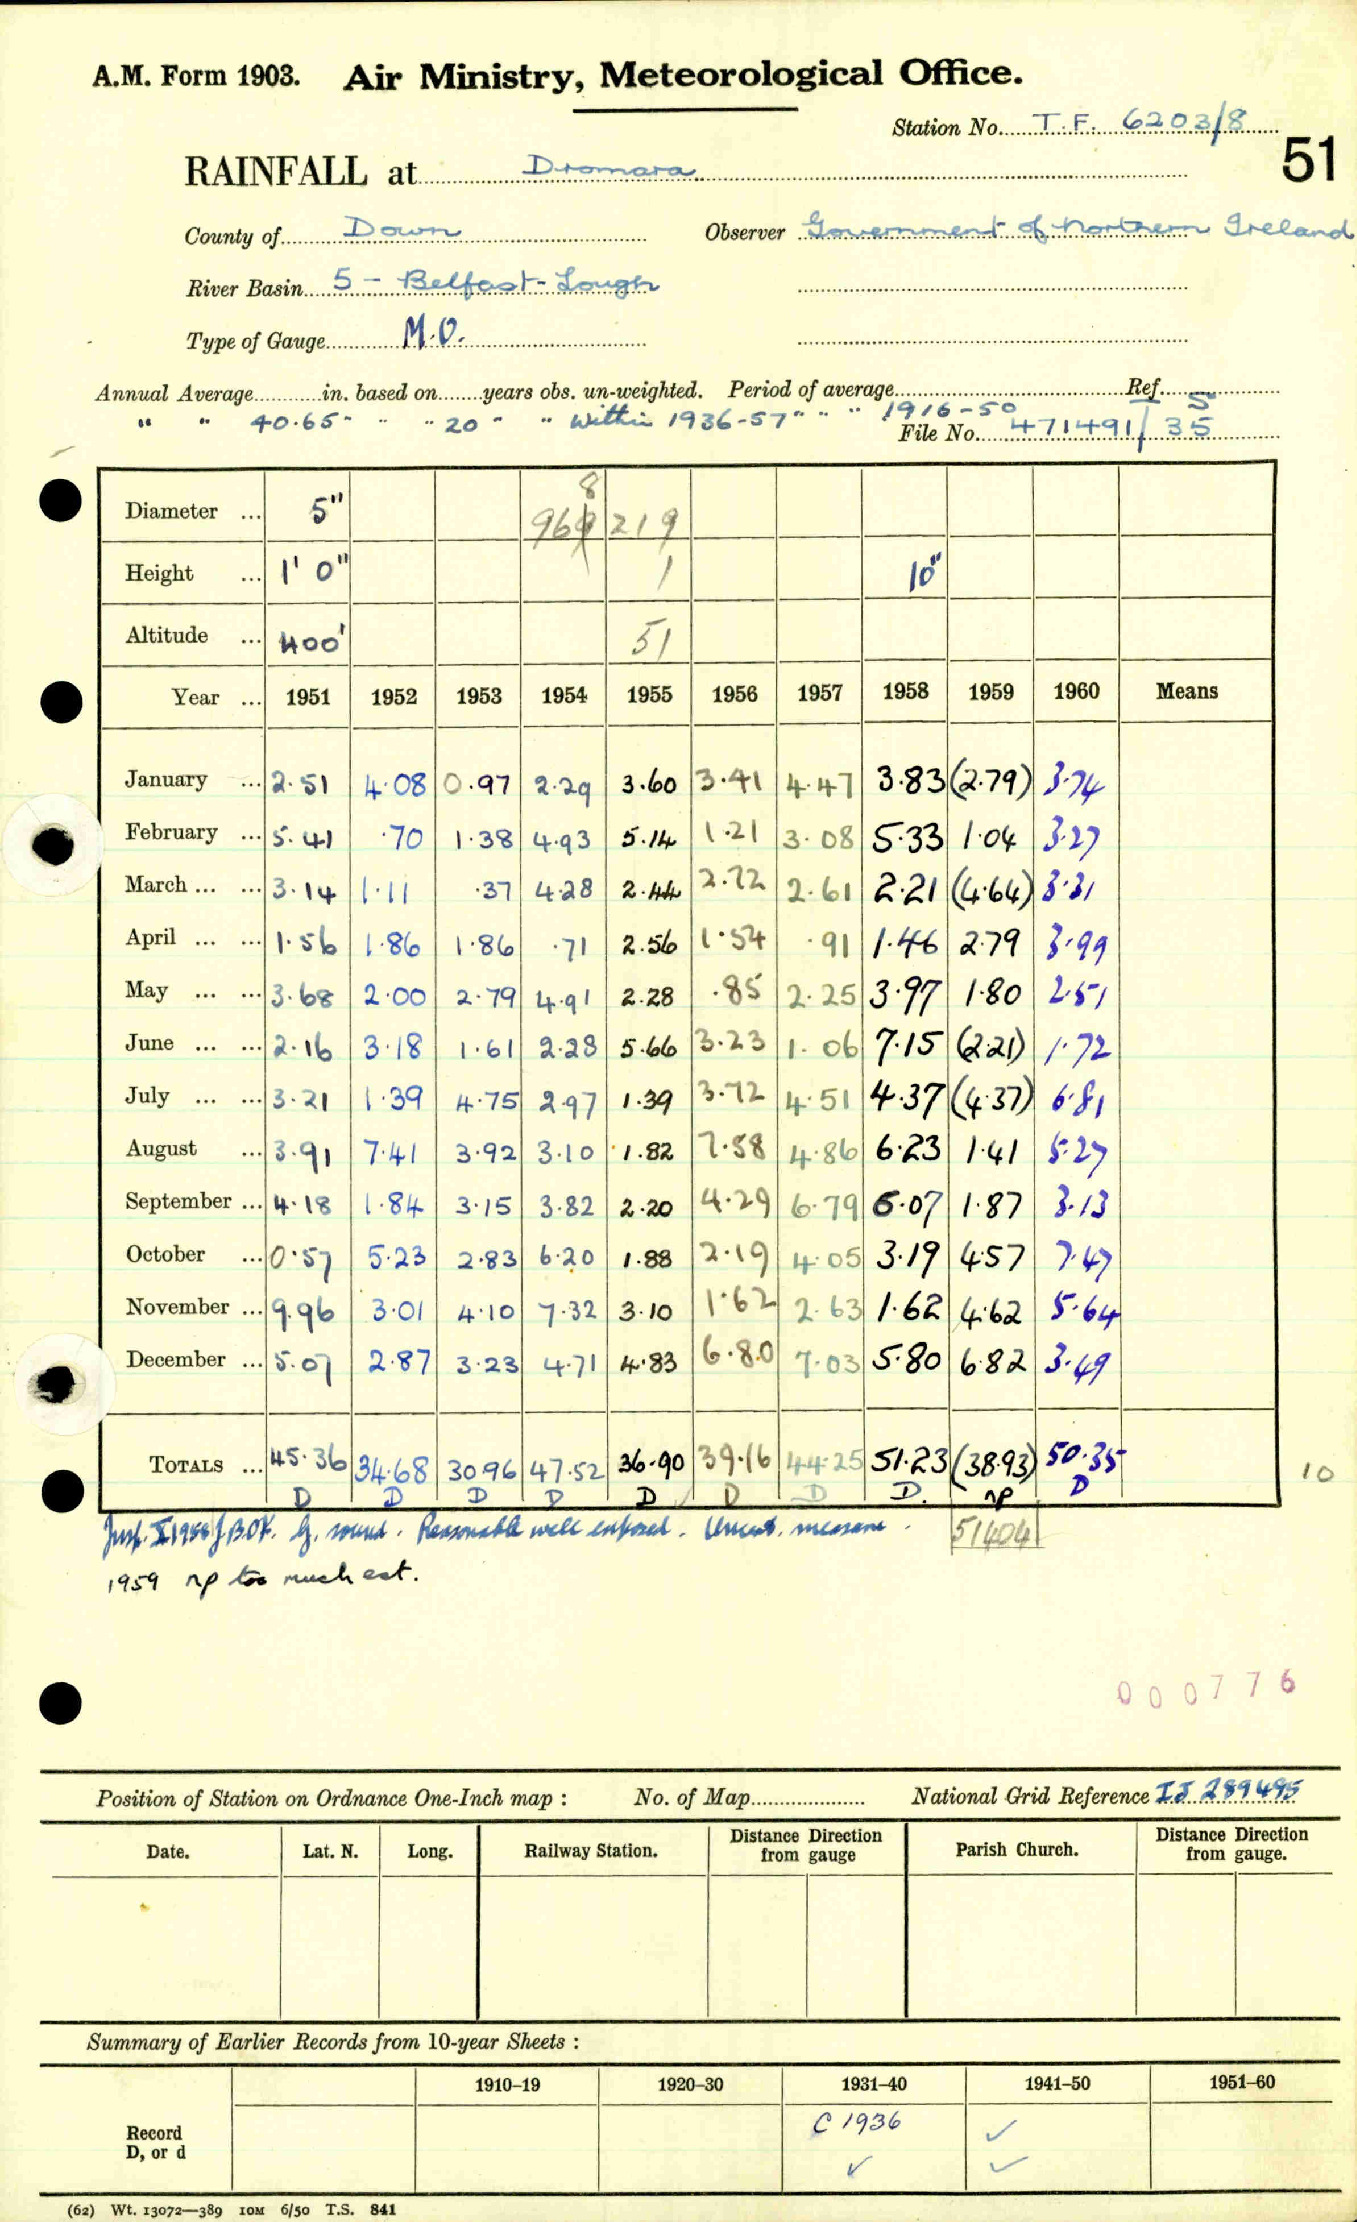 A.M. Form 1903. Air Ministry, Meteorological Office.
Station No. T.F. 6203/8
51
RAINFALL at Dromara
County of Down Observer Government of Northern Ireland
River Basin 5 - Belfast-Lough
Type of Gauge M.O.
Annual Average in. based on years obs. un-weighted. Period of average Ref. I S
" " 40.65" " 20 " " Within 1936-57 " " " 1916-50 File No. 471491/35
Diameter ... 5" 8 969 219
Height ... 1' 0" 1 10"
Altitude ... 400' 51
Year ... 1951 1952 1953 1954 1955 1956 1957 1958 1959 1960 Means
January ... 2.51 4.08 0.97 2.29 3.60 3.41 4.47 3.83 (2.79) 3.74
February ... 5.41 .70 1.38 4.93 5.14 1.21 3.08 5.33 1.04 3.27
March ... ... 3.14 1.11 .37 4.28 2.44 2.72 2.61 2.21 (4.64) 3.31
April ... ... 1.56 1.86 1.86 .71 2.56 1.54 .91 1.46 2.79 3.99
May ... ... 3.68 2.00 2.79 4.91 2.28 .85 2.25 3.97 1.80 2.51
June ... ... 2.16 3.18 1.61 2.28 5.66 3.23 1.06 7.15 (2.21) 1.72
July ... ... 3.21 1.39 4.75 2.97 1.39 3.72 4.51 4.37 (4.37) 6.81
August ... 3.91 7.41 3.92 3.10 1.82 7.58 4.86 6.23 1.41 5.27
September ... 4.18 1.84 3.15 3.82 2.20 4.29 6.79 6.07 1.87 3.13
October ... 0.57 5.23 2.83 6.20 1.88 2.19 4.05 3.19 4.57 7.47
November ... 9.96 3.01 4.10 7.32 3.10 1.62 2.63 1.62 4.62 5.64
December ... 5.07 2.87 3.23 4.71 4.83 6.80 7.03 5.80 6.82 3.49
TOTALS ... 45.36 34.68 30.96 47.52 36.90 39.16 44.25 51.23 (38.93) 50.35 10
D D D D D D D D. np D
Insp. X 1958 J.B.O'K. G. round. Reasonable well exposed. Uncert. measure. 51404
1959 np too much est.
000776
Position of Station on Ordnance One-Inch map : No. of Map National Grid Reference IJ 289495
Date. Lat. N. Long. Railway Station. Distance Direction from gauge Parish Church. Distance Direction from gauge.
Summary of Earlier Records from 10-year Sheets :
1910–19 1920–30 1931–40 1941–50 1951–60
Record C 1936 ✓
D, or d ✓ ✓
(62) Wt. 13072—389 10M 6/50 T.S. 841